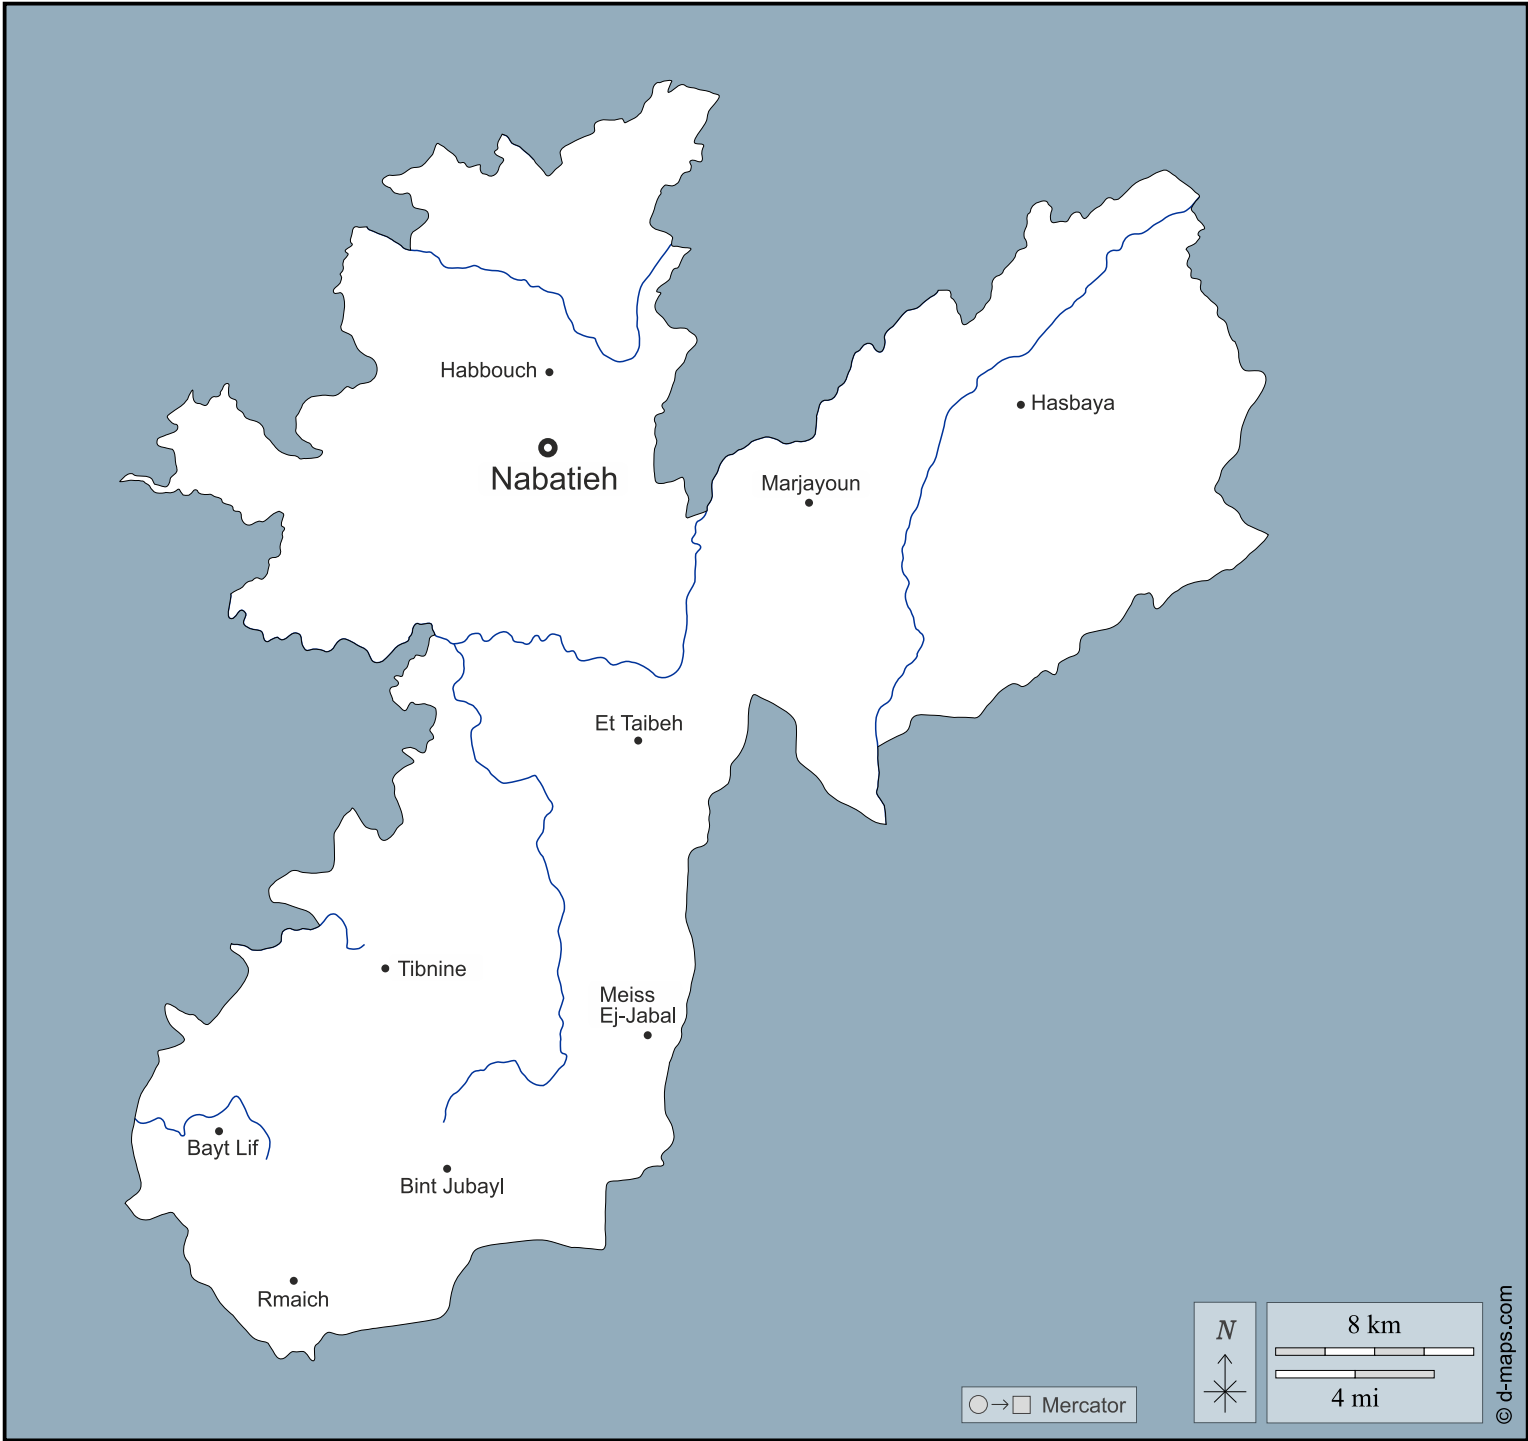 Habbouch
Hasbaya
Nabatieh
Marjayoun
Et Taibeh
Tibnine
Meiss
Ej-Jabal
Bayt Lif
Bint Jubayl
Rmaich
N
8 km
4 mi
Mercator
© d-maps.com